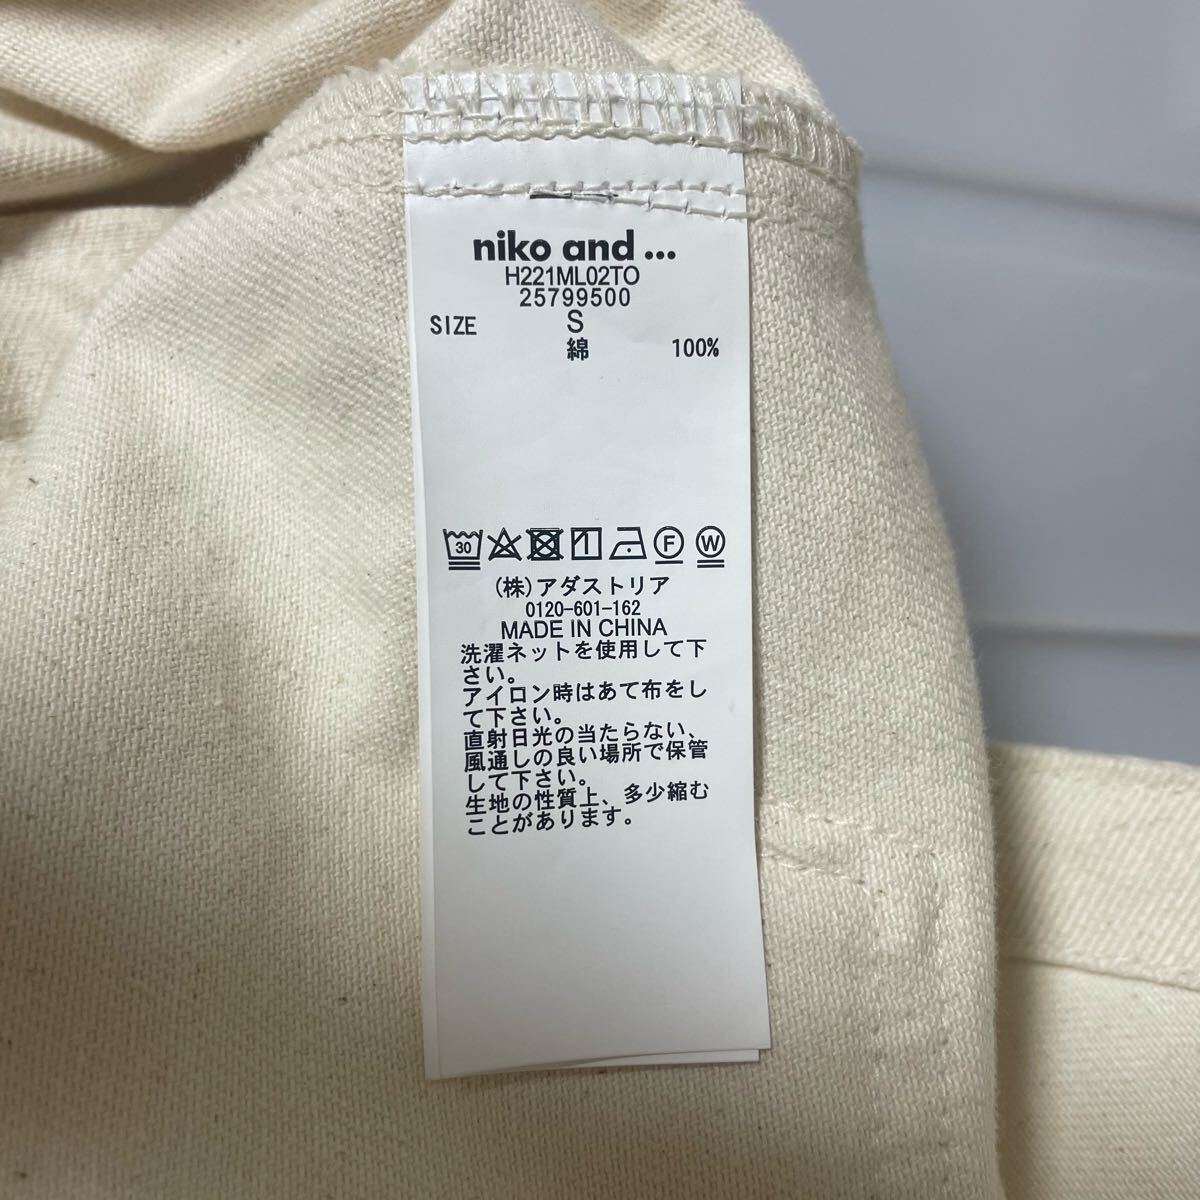 niko and ...
H221ML02TO
25799500
SIZE S
綿 100%
30 F W
(株)アダストリア
0120-601-162
MADE IN CHINA
洗濯ネットを使用して下
さい。
アイロン時はあて布をし
て下さい。
直射日光の当たらない、
風通しの良い場所で保管
して下さい。
生地の性質上、多少縮む
ことがあります。